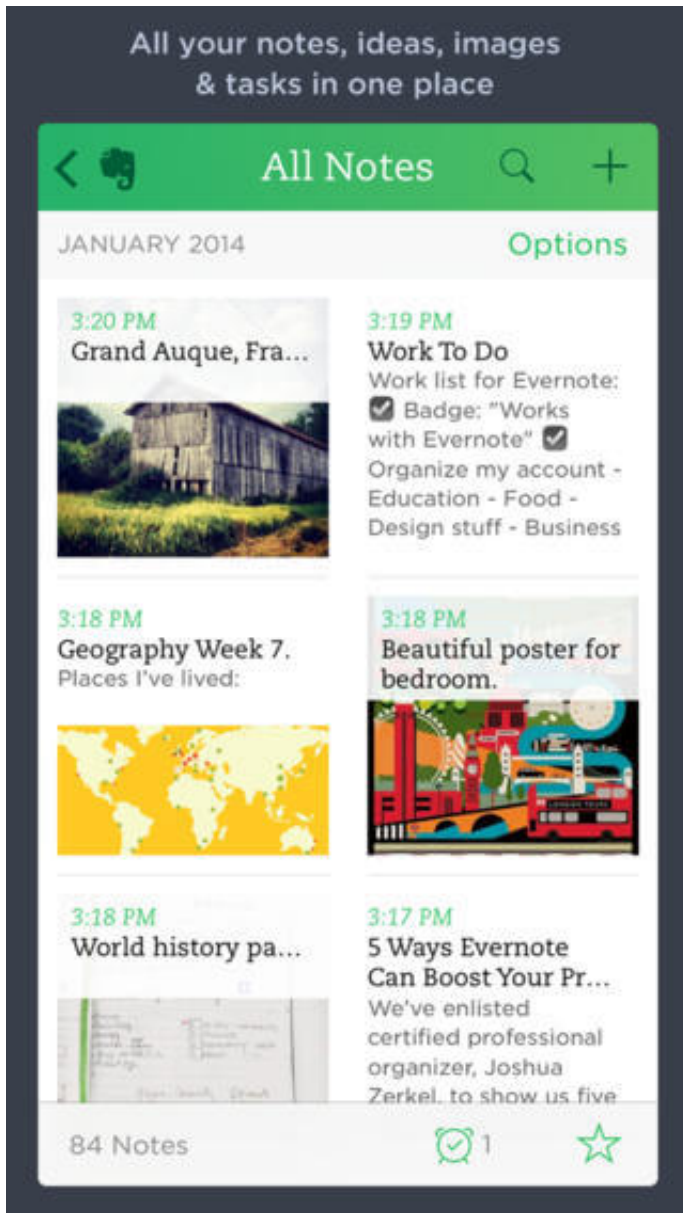 All your notes, ideas, images
& tasks in one place
All Notes
JANUARY 2014
Options
3:20 PM
Grand Auque, Fra...
3:19 PM
Work To Do
Work list for Evernote:
Badge: "Works
with Evernote"
Organize my account -
Education - Food -
Design stuff - Business
3:18 PM
Geography Week 7.
Places I've lived:
3:18 PM
Beautiful poster for
bedroom.
LONDON TOURS
3:18 PM
World history pa...
3:17 PM
5 Ways Evernote
Can Boost Your Pr...
We've enlisted
certified professional
organizer, Joshua
Zerkel, to show us five
84 Notes
1